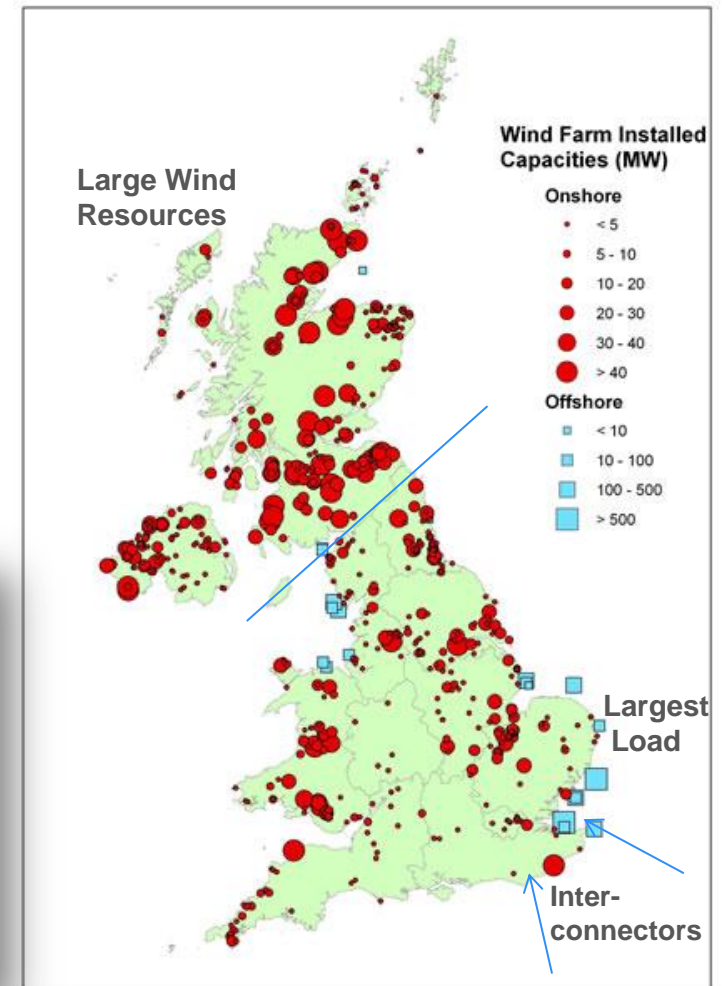 Large Wind
Resources
Wind Farm Installed
Capacities (MW)
Onshore
< 5
5 - 10
10 - 20
20 - 30
30 - 40
> 40
Offshore
< 10
10 - 100
100 - 500
> 500
Largest
Load
Inter-
connectors